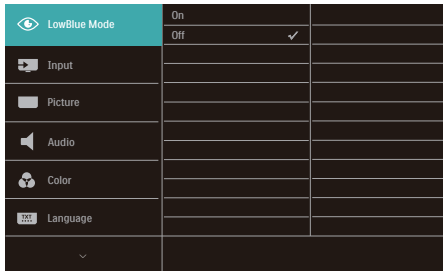 LowBlue Mode
On
Off
Input
Picture
Audio
Color
TXT
Language